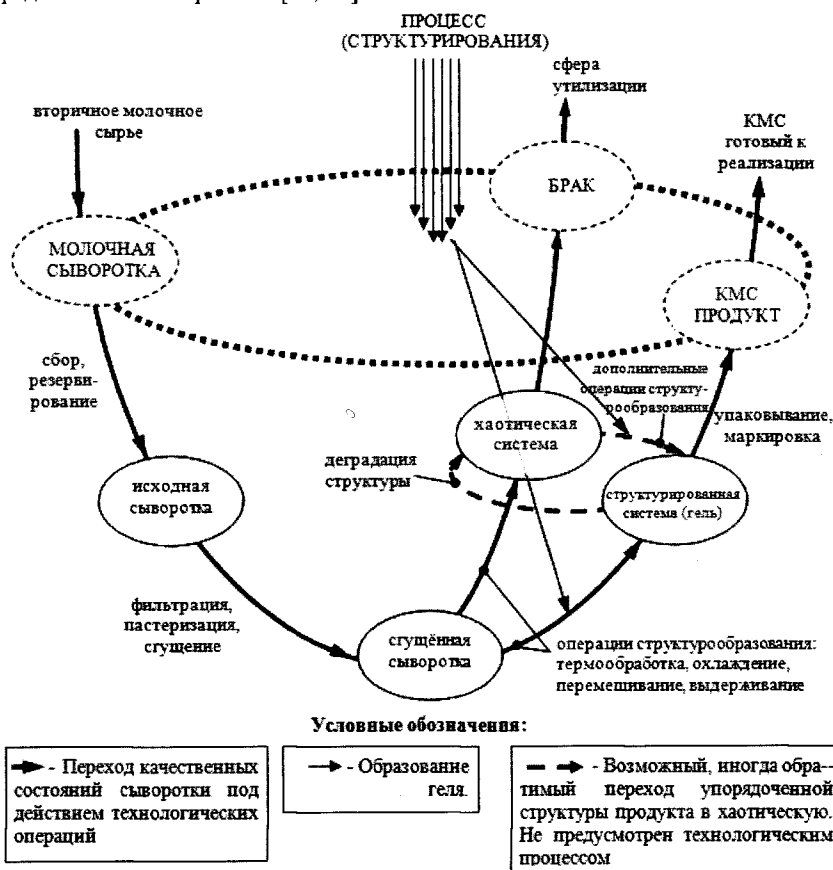 ПРОЦЕСС
(СТРУКТУРИРОВАНИЯ)
сфера
утилизации
вторичное молочное
сырье
КМС
готовый к
реализации
БРАК
МОЛОЧНАЯ
СЫВОРОТКА
КМС
ПРОДУКТ
сбор,
резерви-
рование
дополнительные
операции структу-
рообразования
упаковывание,
маркировка
хаотическая
система
деградация
структуры
исходная
сыворотка
структурированная
система (гель)
фильтрация,
пастеризация,
сгущение
сгущённая
сыворотка
операции структурообразования:
термообработка, охлаждение,
перемешивание, выдерживание
Условные обозначения:
- Переход качественных
состояний сыворотки под
действием технологических
операций
- Образование
геля.
- Возможный, иногда обра--
тимый переход упорядоченной
структуры продукта в хаотическую.
Не предусмотрен технологическим
процессом